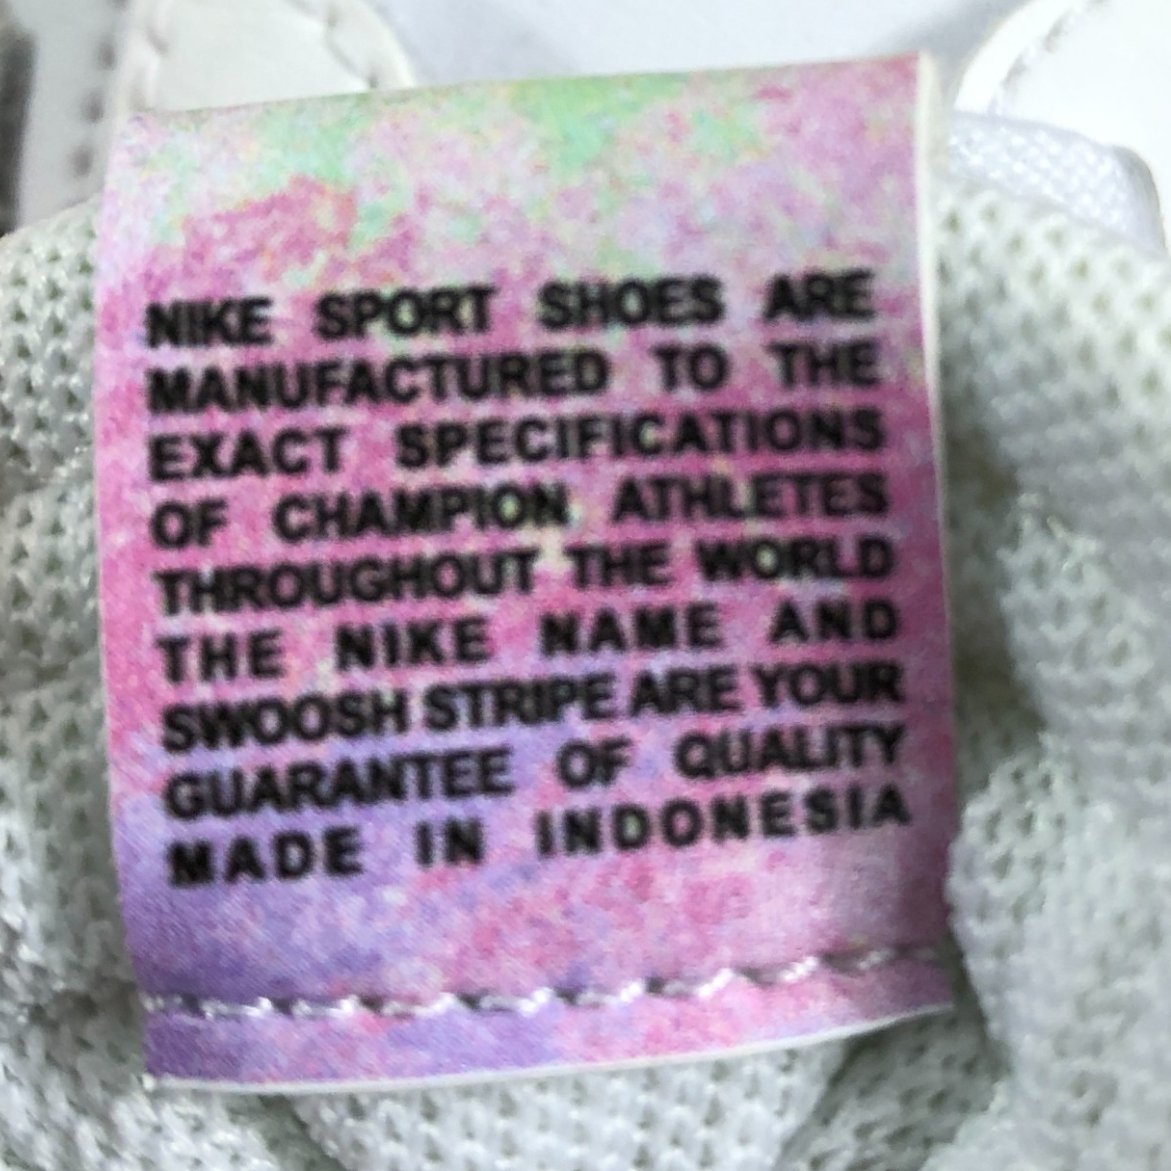 NIKE SPORT SHOES ARE
MANUFACTURED TO THE
EXACT SPECIFICATIONS
OF CHAMPION ATHLETES
THROUGHOUT THE WORLD
THE NIKE NAME AND
SWOOSH STRIPE ARE YOUR
GUARANTEE OF QUALITY
MADE IN INDONESIA